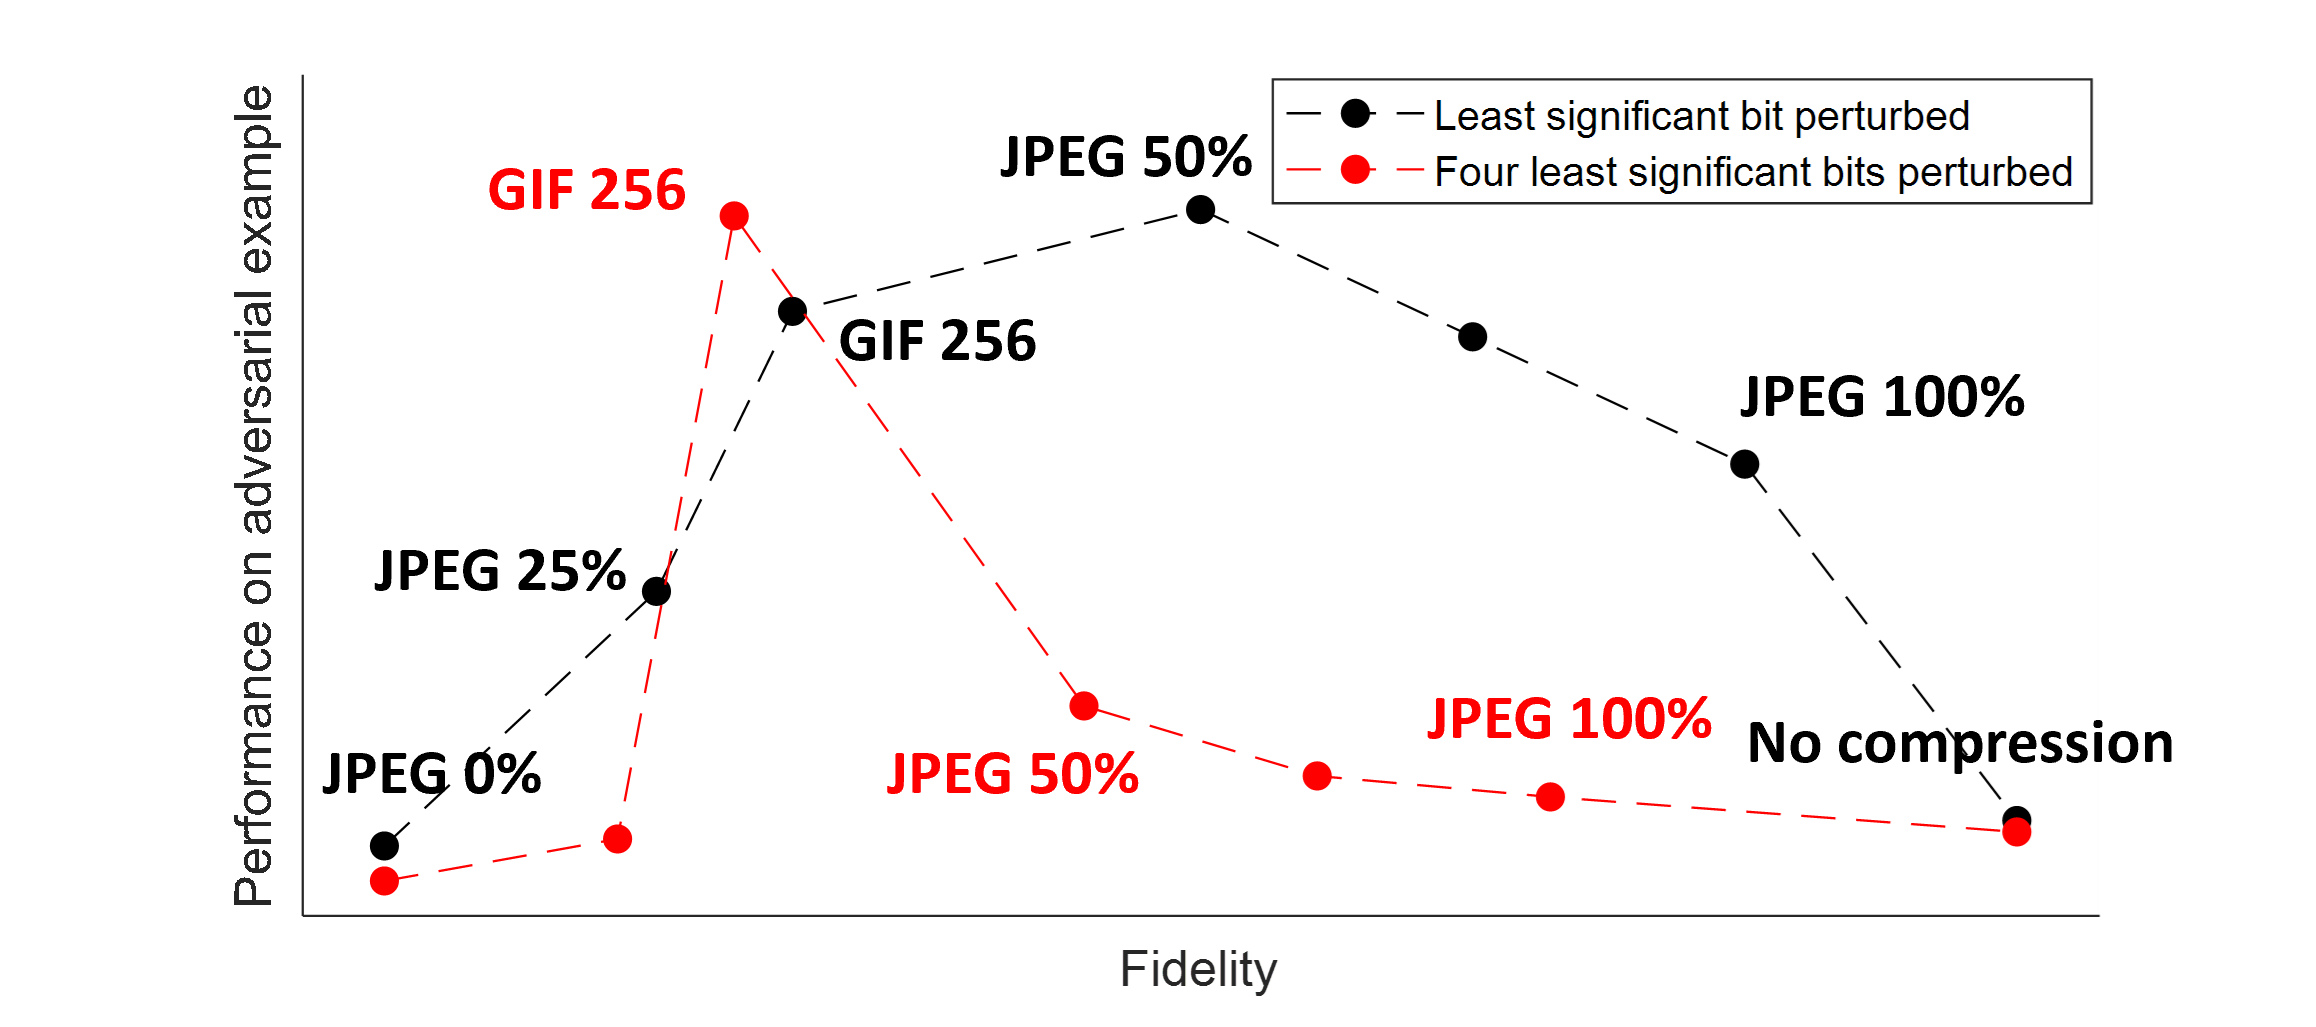 Performance on adversarial example
JPEG 50%
Least significant bit perturbed
Four least significant bits perturbed
GIF 256
GIF 256
JPEG 100%
JPEG 25%
JPEG 100%
No compression
JPEG 0%
JPEG 50%
Fidelity